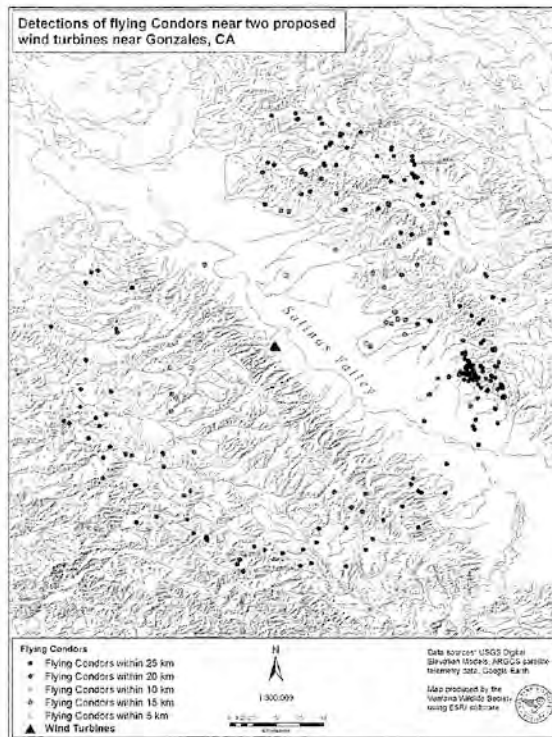 Detections of flying Condors near two proposed
wind turbines near Gonzales, CA
Salinas Valley
Flying Condors
Flying Condors within 25 km
Flying Condors within 20 km
Flying Condors within 10 km
Flying Condors within 15 km
Flying Condors within 5 km
Wind Turbines
N
Data sources: USGS Digital
Elevation Models, ARGOS satellite
telemetry data, Google Earth
Map produced by the
Ventana Wildlife Society
using ESRI software